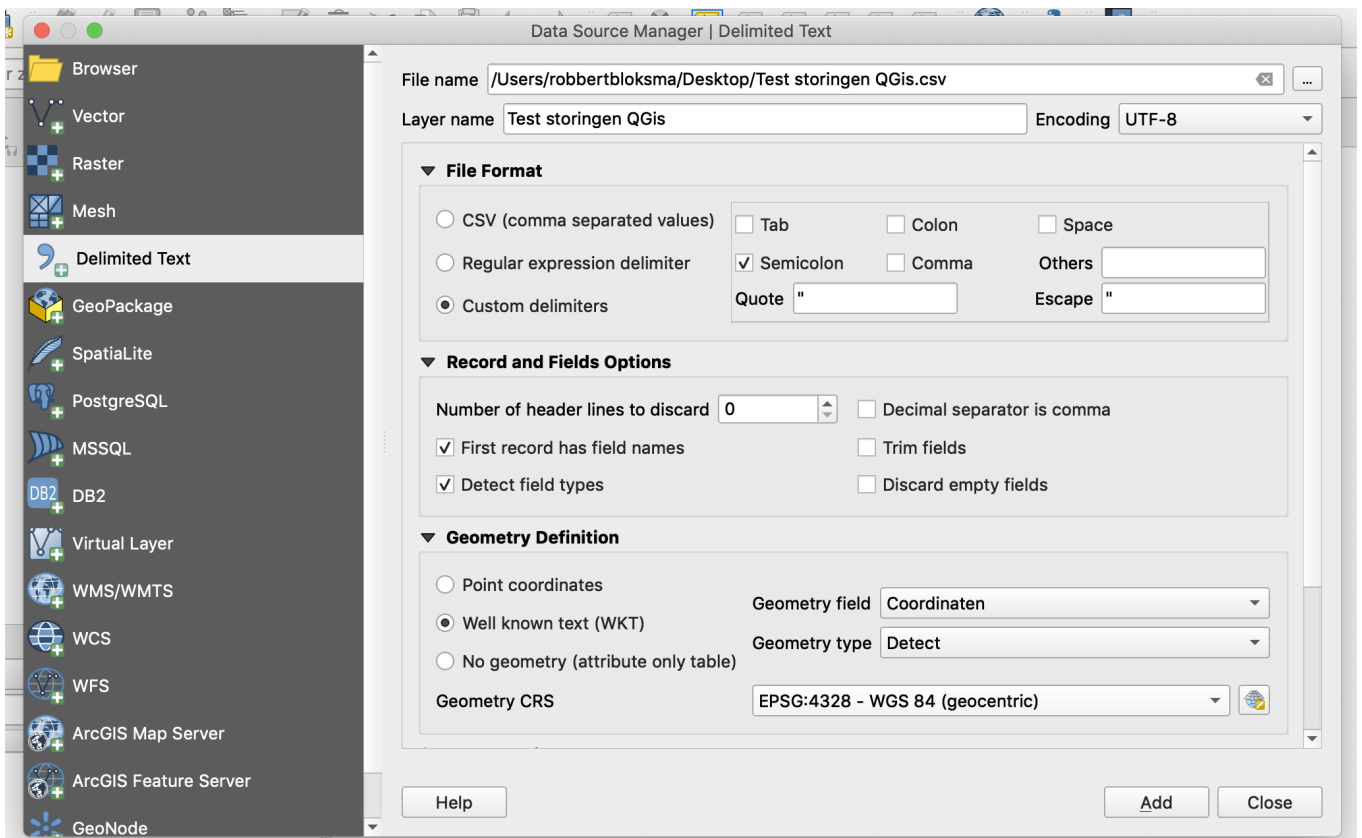 Data Source Manager | Delimited Text
Browser
Vector
Raster
Mesh
Delimited Text
GeoPackage
SpatiaLite
PostgreSQL
MSSQL
DB2
DB2
Virtual Layer
WMS/WMTS
WCS
WFS
ArcGIS Map Server
ArcGIS Feature Server
GeoNode
File name /Users/robbertbloksma/Desktop/Test storingen QGis.csv ...
Layer name Test storingen QGis Encoding UTF-8
File Format
CSV (comma separated values)
Regular expression delimiter
Custom delimiters
Tab Colon Space
Semicolon Comma Others
Quote " Escape "
Record and Fields Options
Number of header lines to discard 0 Decimal separator is comma
First record has field names Trim fields
Detect field types Discard empty fields
Geometry Definition
Point coordinates
Well known text (WKT)
No geometry (attribute only table)
Geometry field Coordinaten
Geometry type Detect
Geometry CRS EPSG:4328 - WGS 84 (geocentric)
Help Add Close